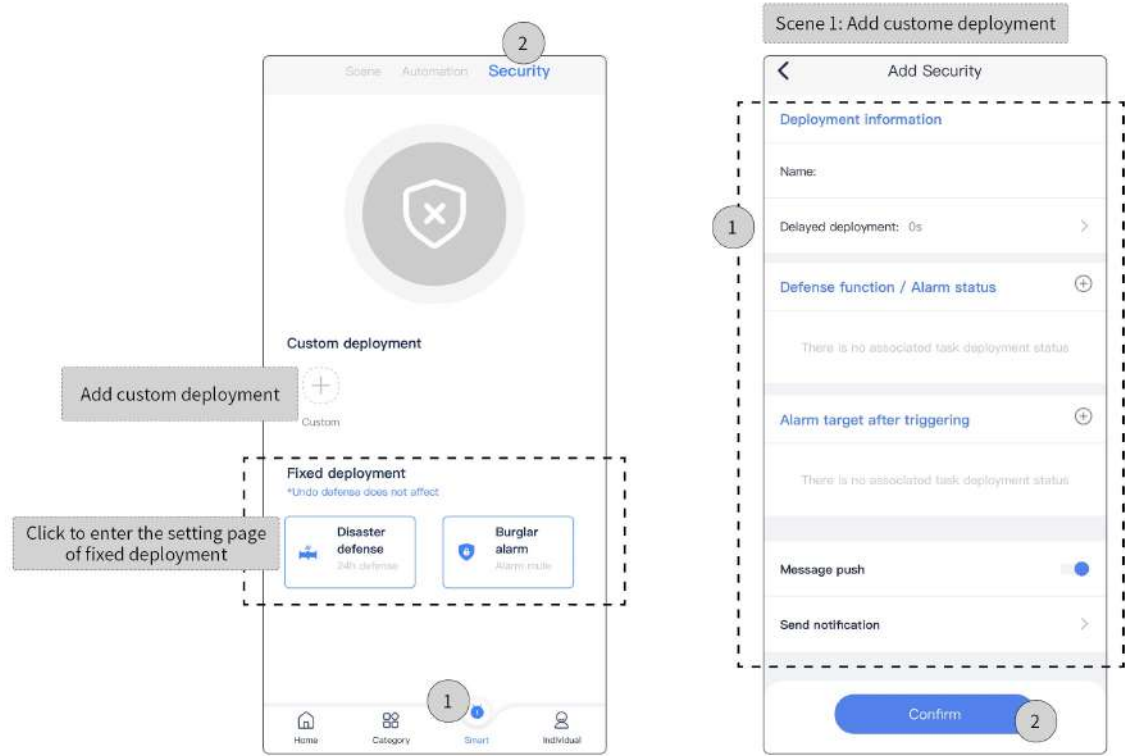 2
Scene Automation Security
Custom deployment
Add custom deployment
Custom
Fixed deployment
*Undo defense does not affect
Click to enter the setting page
of fixed deployment
Disaster
defense
24h defense
Burglar
alarm
Alarm mute
1
Home Category Smart Individual
Scene 1: Add custome deployment
Add Security
Deployment information
Name:
1
Delayed deployment: 0s
Defense function / Alarm status
There is no associated task deployment status
Alarm target after triggering
There is no associated task deployment status
Message push
Send notification
Confirm
2